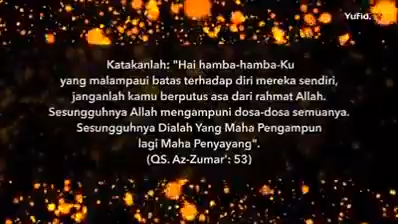 YuFid.
Katakanlah: "Hai hamba-hamba-Ku
yang malampaui batas terhadap diri mereka sendiri,
janganlah kamu berputus asa dari rahmat Allah.
Sesungguhnya Allah mengampuni dosa-dosa semuanya.
Sesungguhnya Dialah Yang Maha Pengampun
lagi Maha Penyayang".
(QS. Az-Zumar': 53)